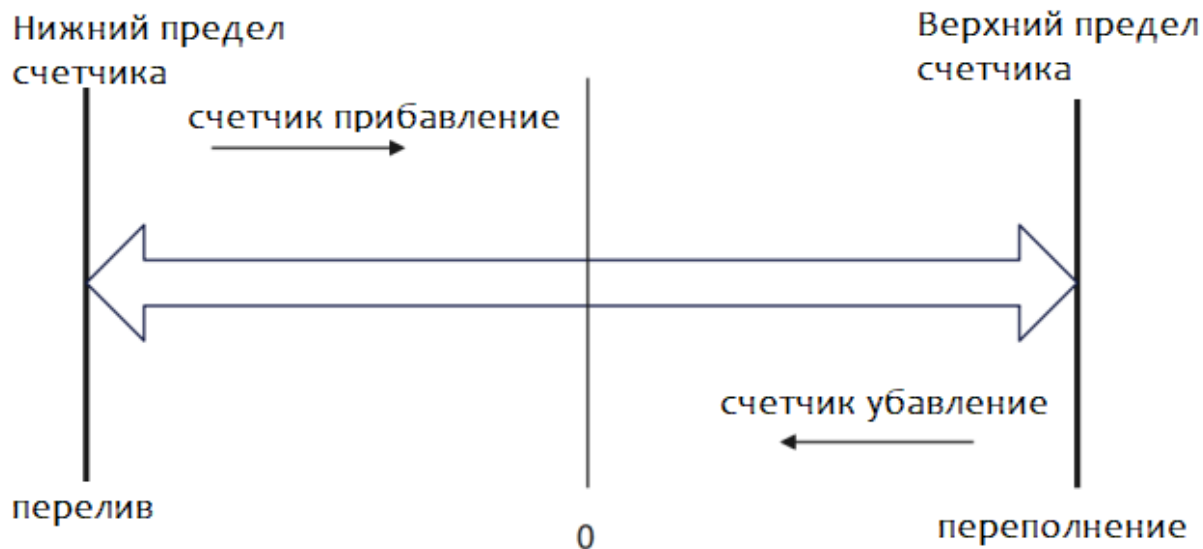 Нижний предел
счетчика
Верхний предел
счетчика
счетчик прибавление
счетчик убавление
перелив
0
переполнение